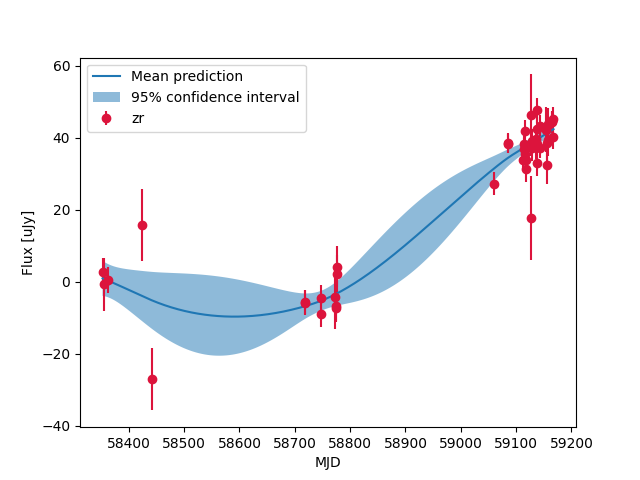 Mean prediction
95% confidence interval
zr
60
40
20
0
−20
−40
Flux [uJy]
58400 58500 58600 58700 58800 58900 59000 59100 59200
MJD